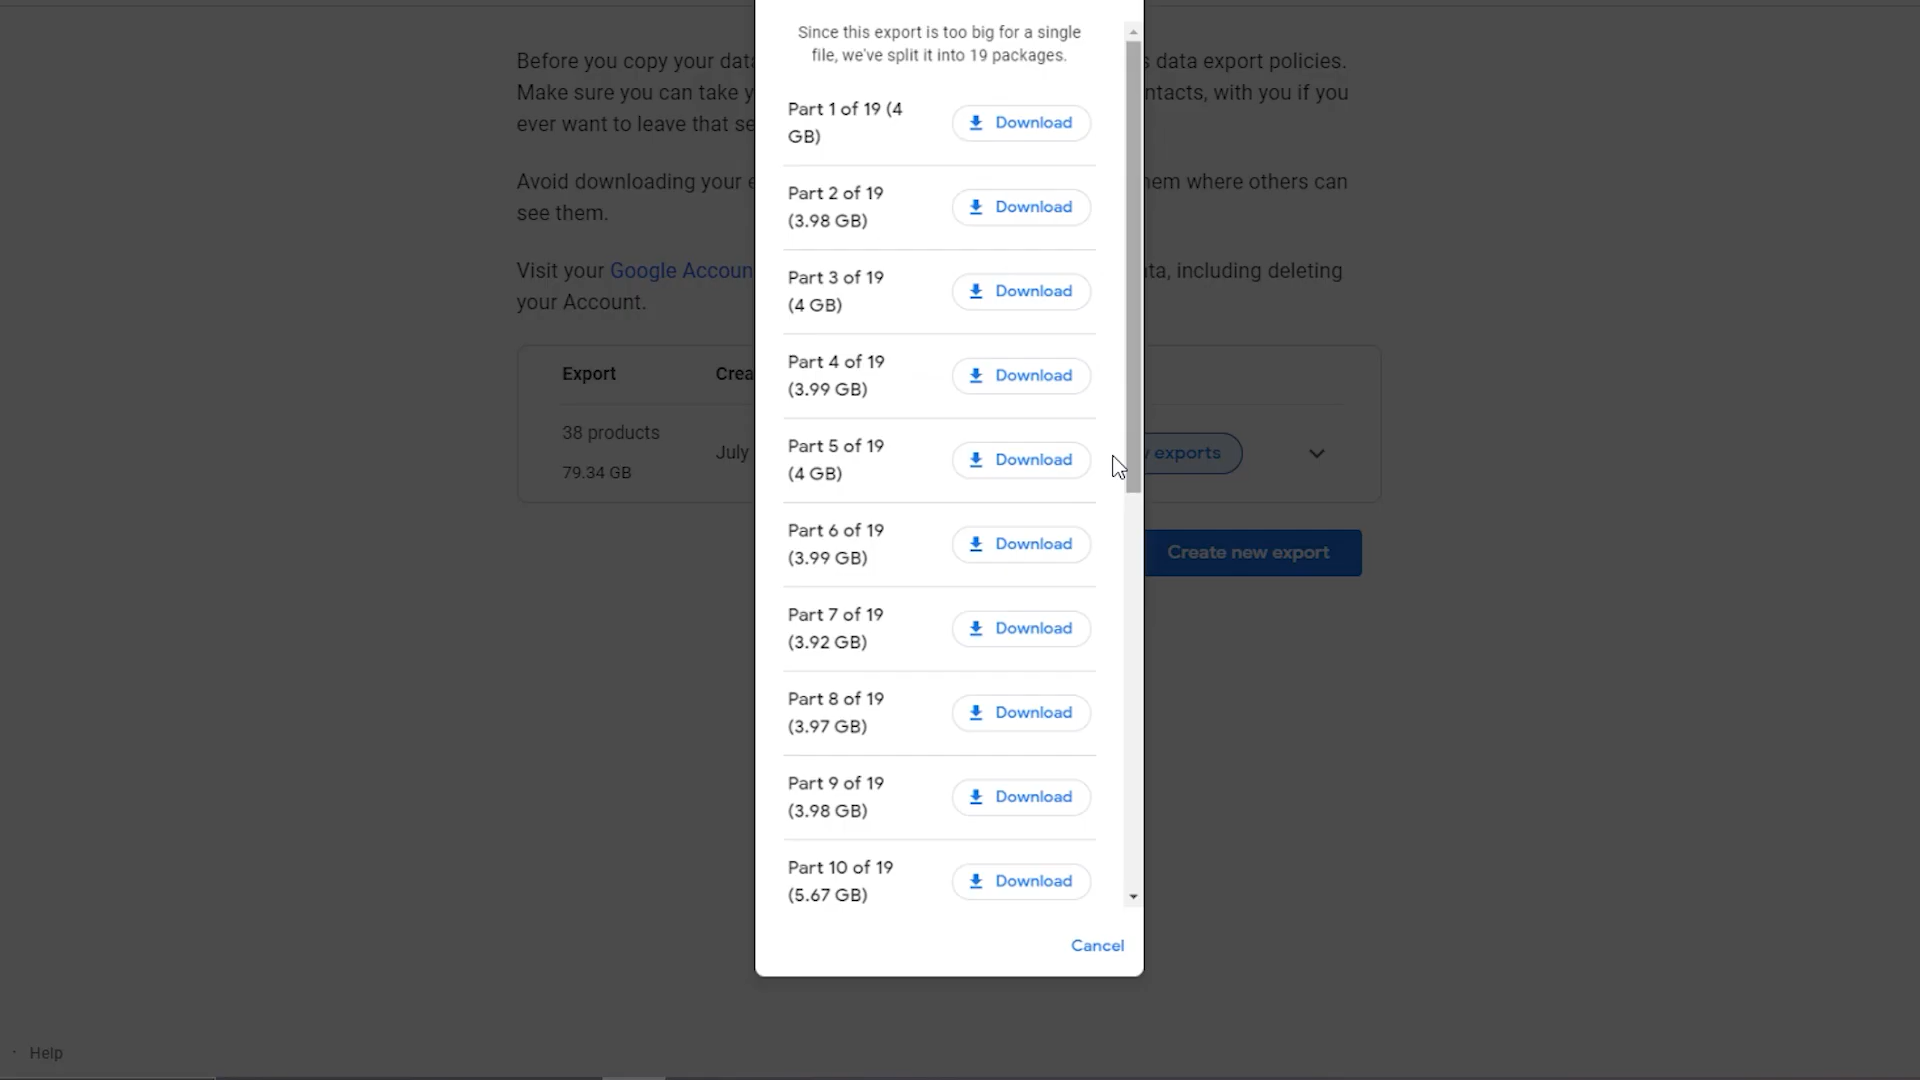 Since this export is too big for a single
file, we've split it into 19 packages.
Part 1 of 19 (4
GB)
Download
Part 2 of 19
(3.98 GB)
Download
Part 3 of 19
(4 GB)
Download
Part 4 of 19
(3.99 GB)
Download
Part 5 of 19
(4 GB)
Download
Part 6 of 19
(3.99 GB)
Download
Part 7 of 19
(3.92 GB)
Download
Part 8 of 19
(3.97 GB)
Download
Part 9 of 19
(3.98 GB)
Download
Part 10 of 19
(5.67 GB)
Download
Cancel
Before you copy your data
s data export policies.
Make sure you can take y
ntacts, with you if you
ever want to leave that se
Avoid downloading your e
hem where others can
see them.
Visit your Google Accoun
ta, including deleting
your Account.
Export
Crea
38 products
79.34 GB
July
exports
Create new export
Help